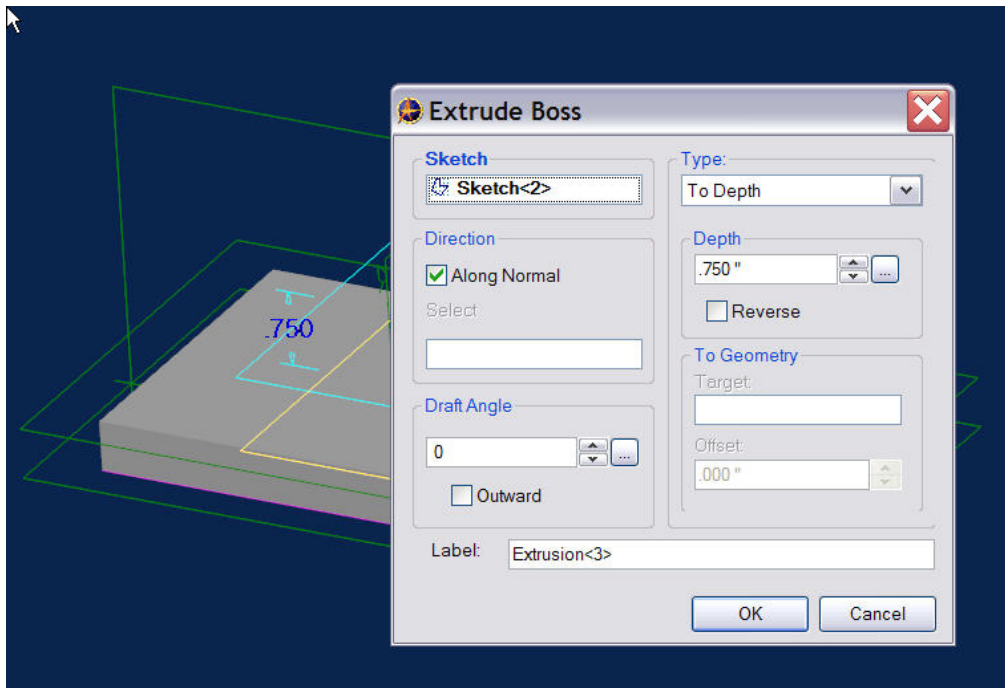 Extrude Boss
Sketch
Sketch<2>
Direction
Along Normal
Select
Draft Angle
0
...
Outward
Type:
To Depth
Depth
.750 "
...
Reverse
To Geometry
Target:
Offset:
.000 "
Label:
Extrusion<3>
OK
Cancel
.750